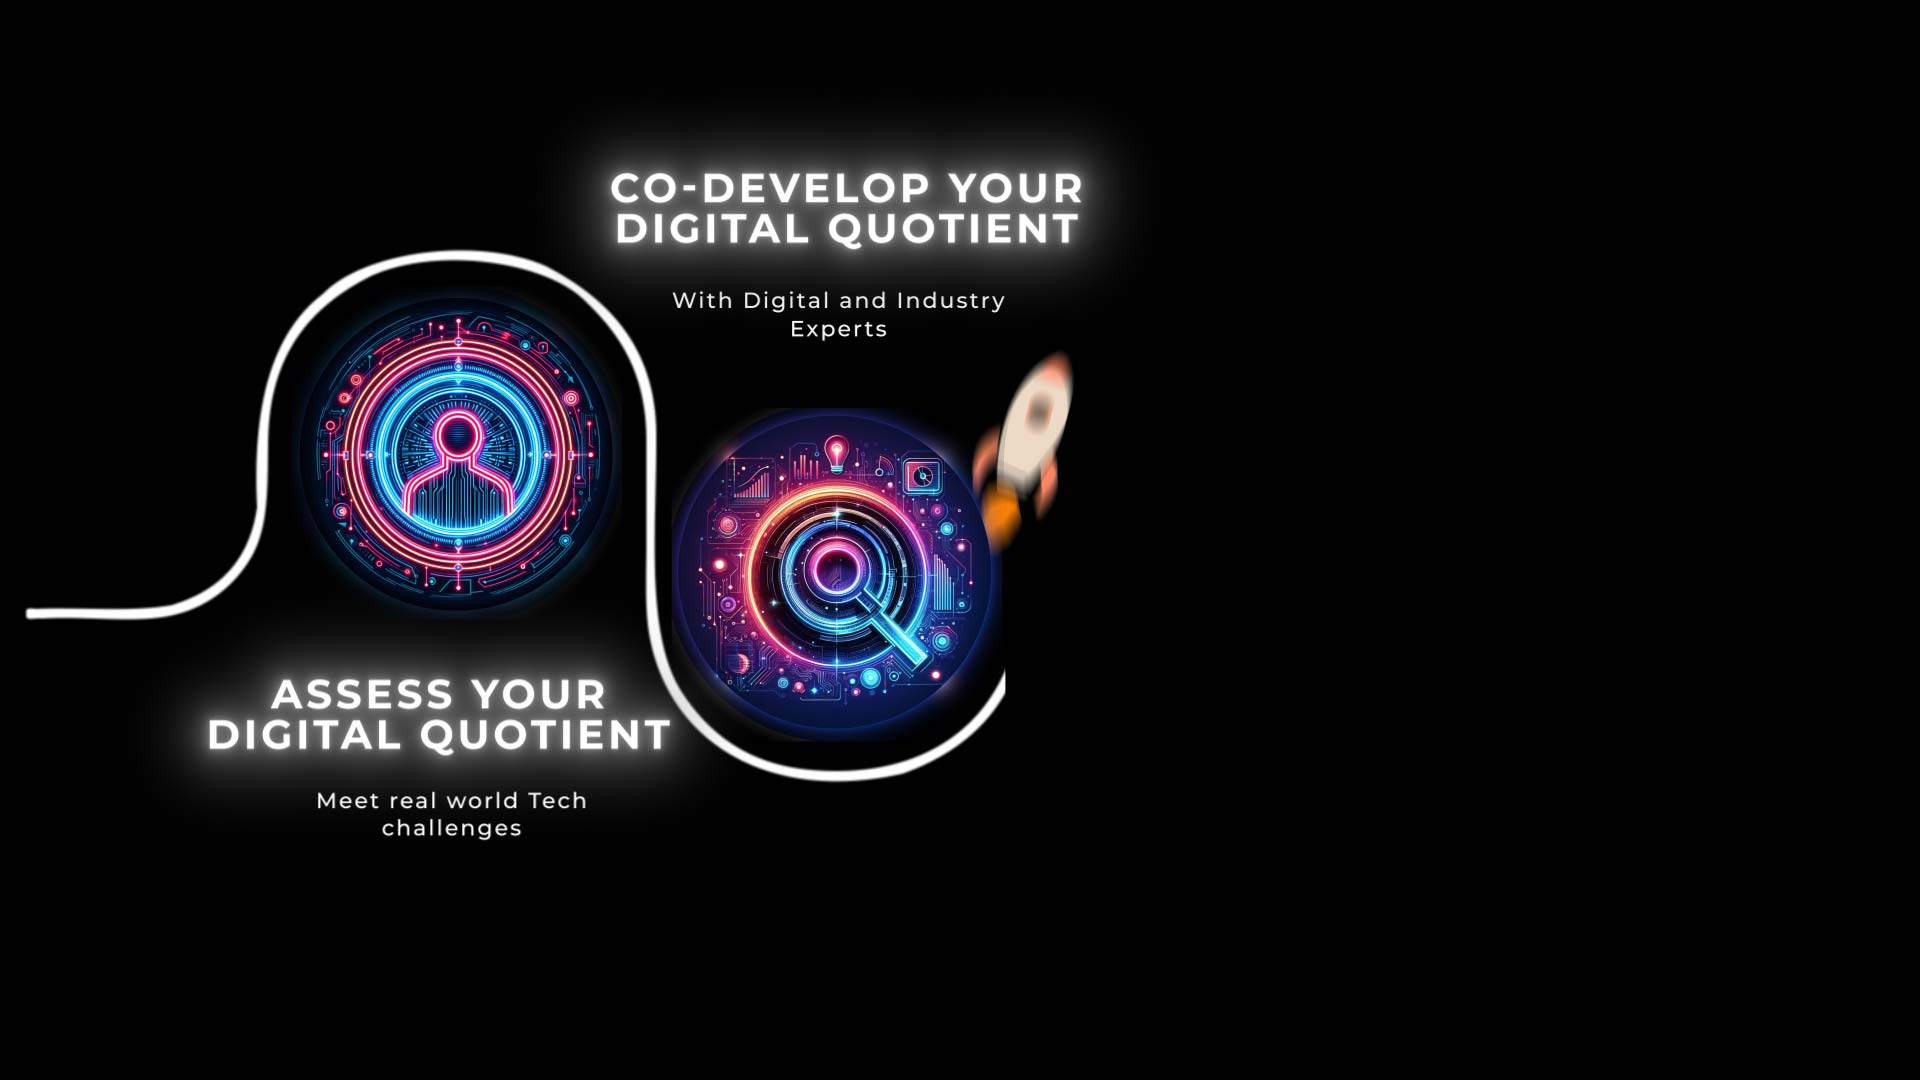 CO-DEVELOP YOUR
DIGITAL QUOTIENT
With Digital and Industry
Experts
ASSESS YOUR
DIGITAL QUOTIENT
Meet real world Tech
challenges